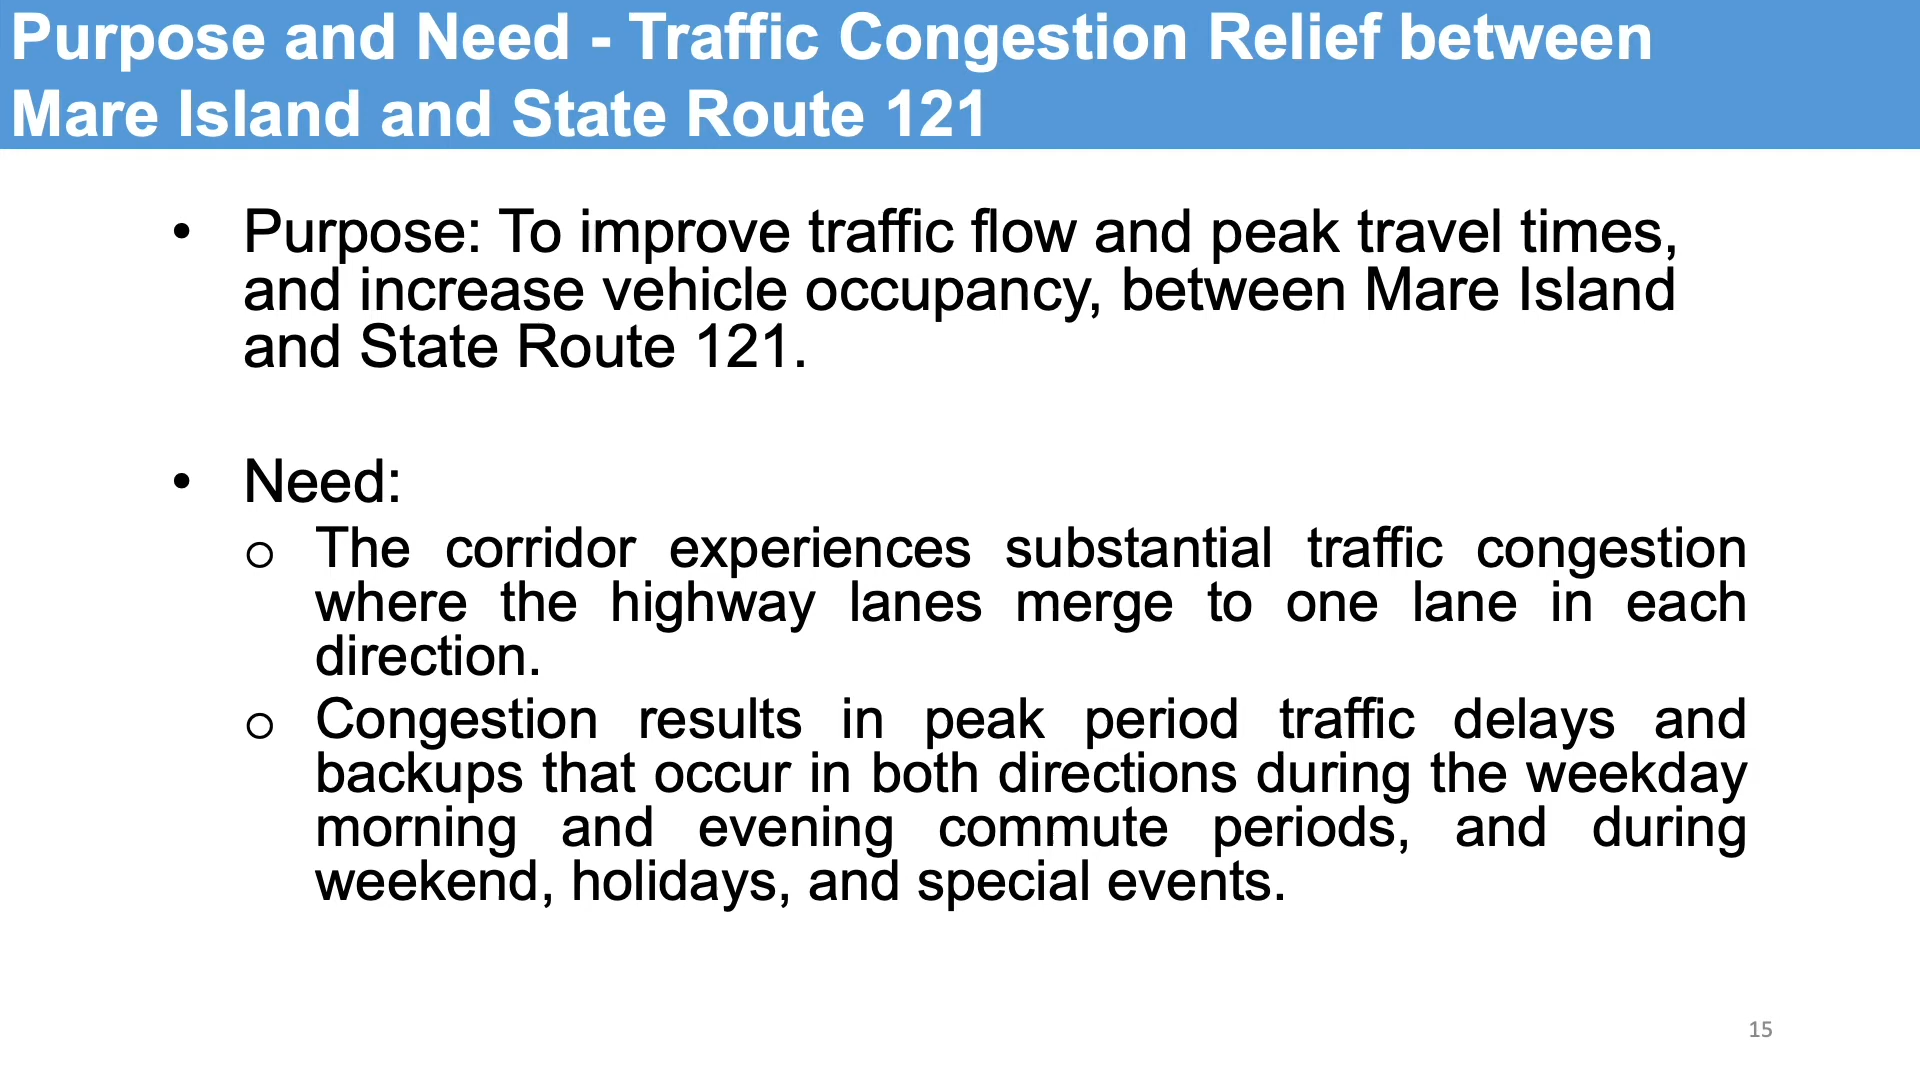 Purpose and Need - Traffic Congestion Relief between
Mare Island and State Route 121
• Purpose: To improve traffic flow and peak travel times,
and increase vehicle occupancy, between Mare Island
and State Route 121.
• Need:
o The corridor experiences substantial traffic congestion
where the highway lanes merge to one lane in each
direction.
o Congestion results in peak period traffic delays and
backups that occur in both directions during the weekday
morning and evening commute periods, and during
weekend, holidays, and special events.
15